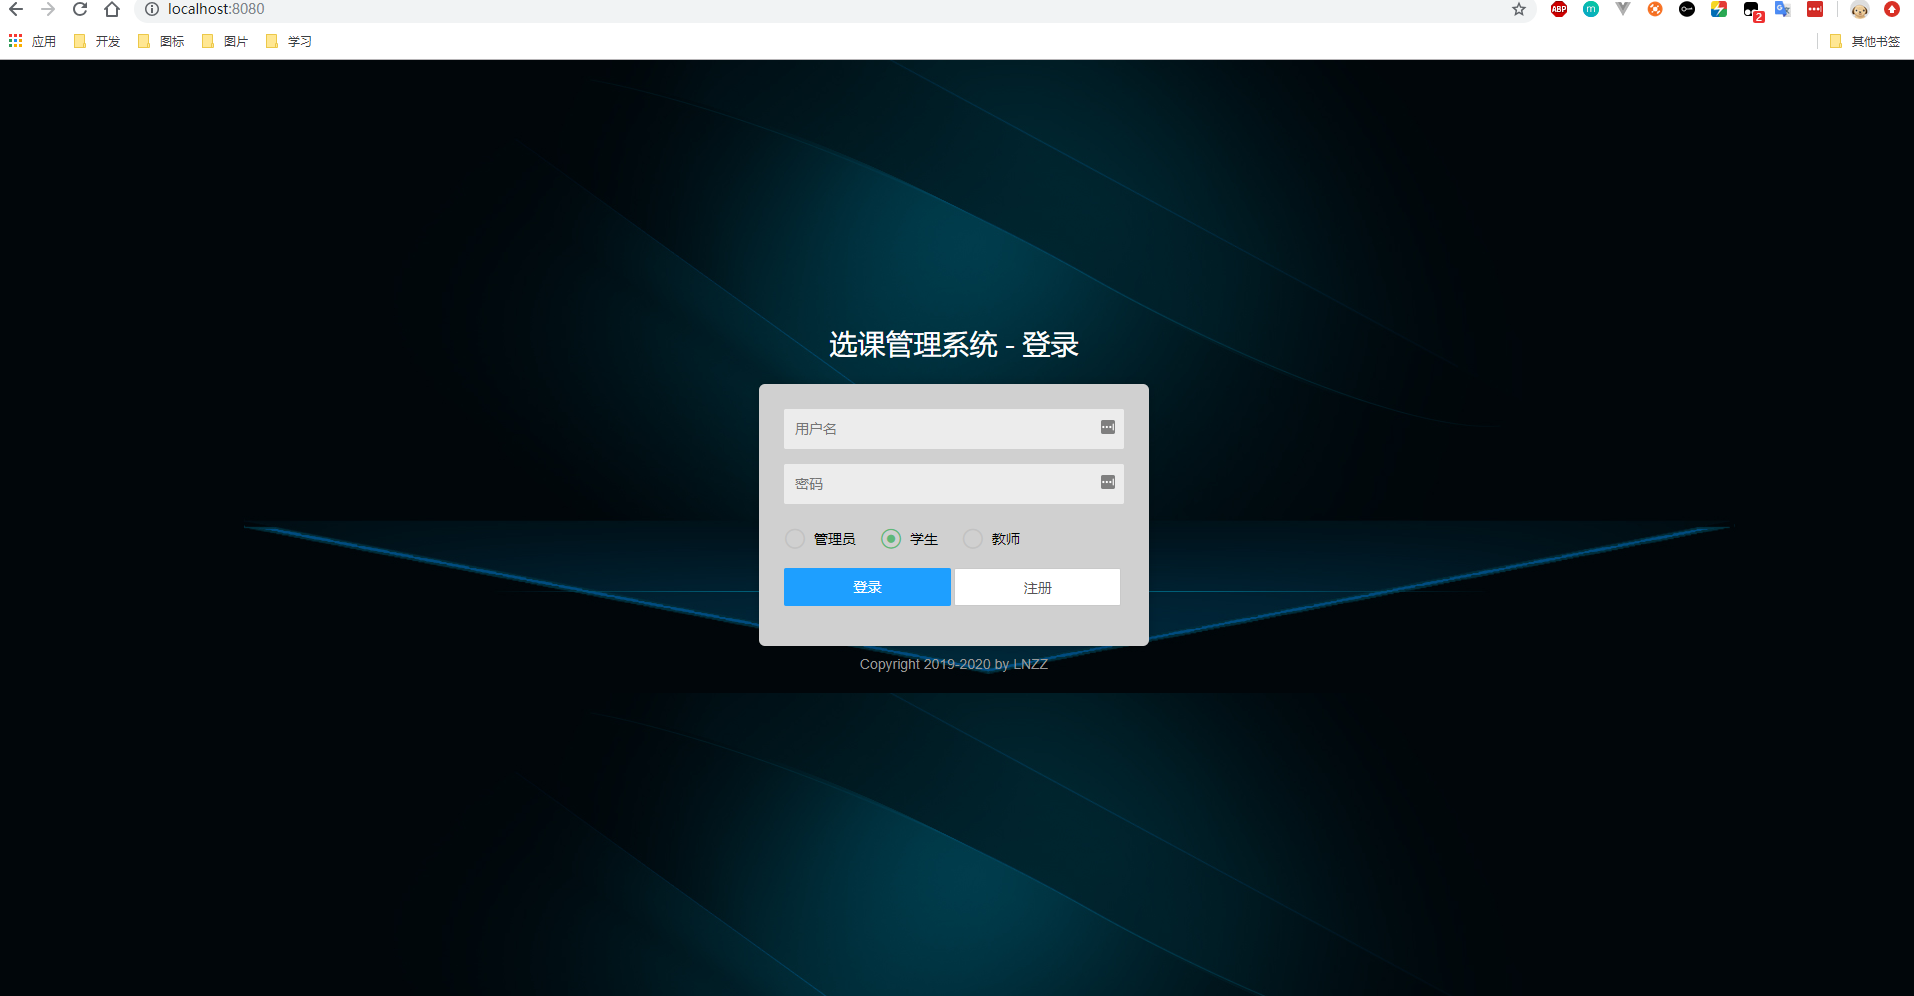 localhost:8080
ABP
m
2
G
应用 开发 图标 图片 学习 其他书签
选课管理系统 - 登录
用户名
密码
管理员 学生 教师
登录 注册
Copyright 2019-2020 by LNZZ